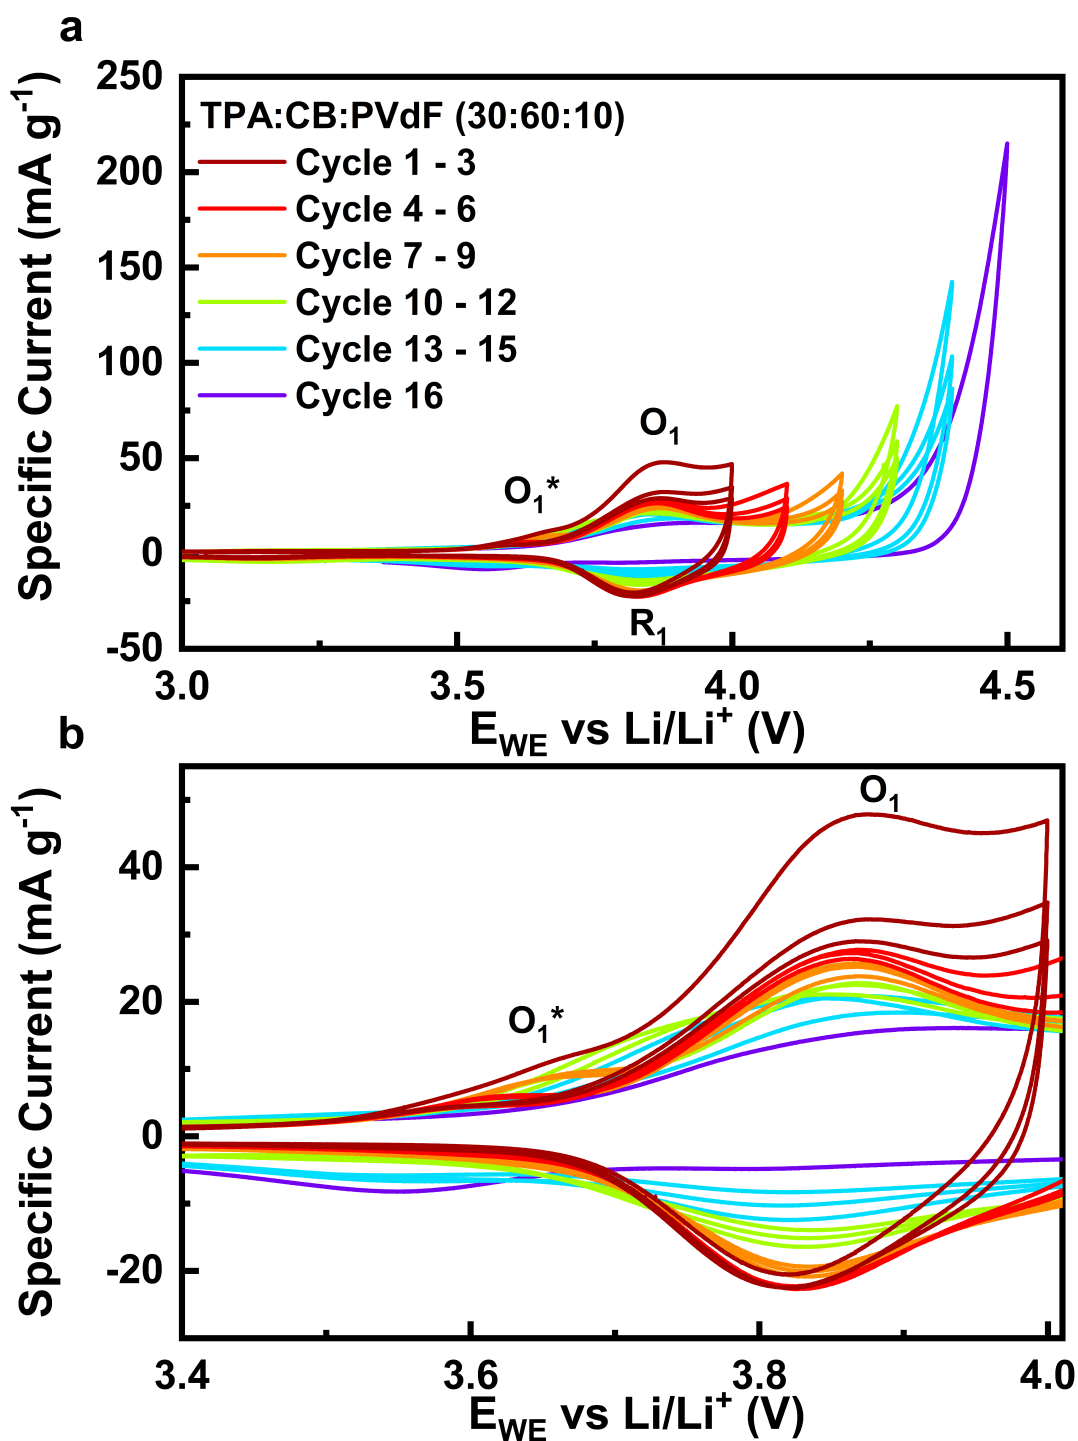 a
250
200
150
100
50
0
-50
Specific Current (mA g⁻¹)
TPA:CB:PVdF (30:60:10)
Cycle 1 - 3
Cycle 4 - 6
Cycle 7 - 9
Cycle 10 - 12
Cycle 13 - 15
Cycle 16
O₁
O₁*
R₁
3.0 3.5 4.0 4.5
E_WE vs Li/Li⁺ (V)
b
40
20
0
-20
Specific Current (mA g⁻¹)
O₁
O₁*
3.4 3.6 3.8 4.0
E_WE vs Li/Li⁺ (V)